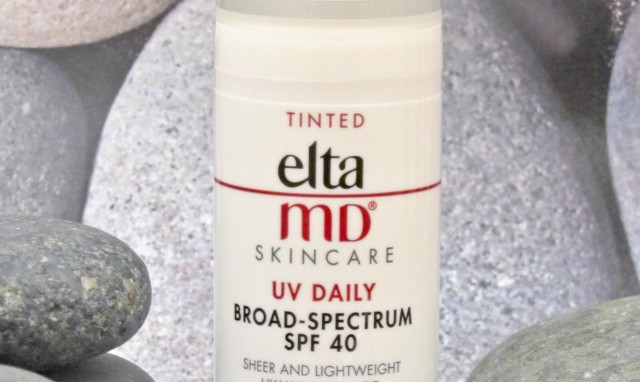 TINTED
elta
MD®
SKINCARE
UV DAILY
BROAD-SPECTRUM
SPF 40
SHEER AND LIGHTWEIGHT